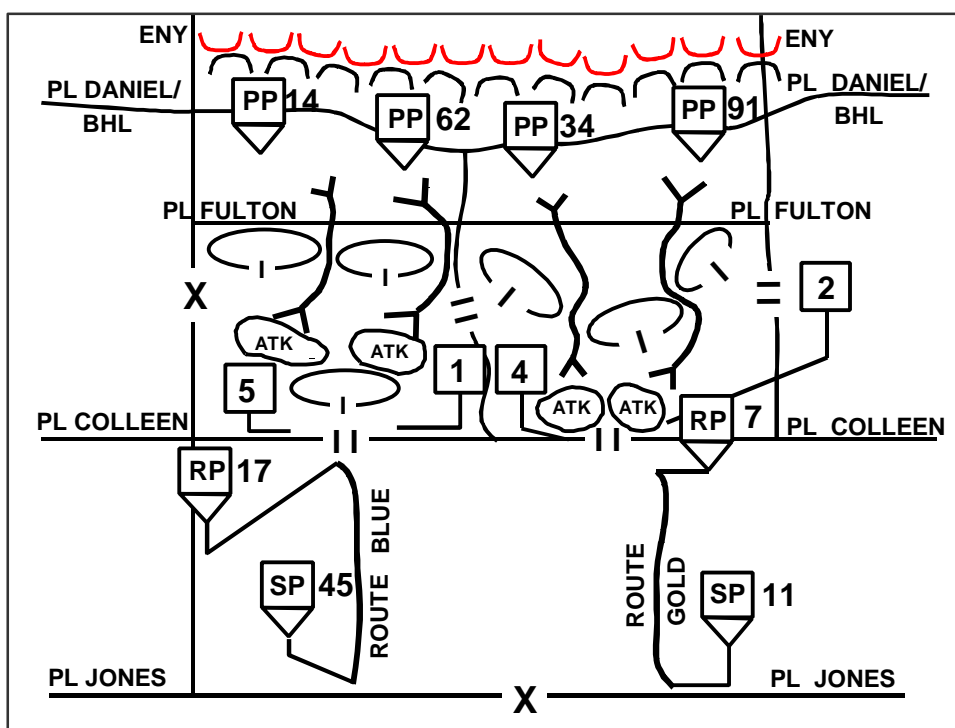 ENY ENY
PL DANIEL/ PL DANIEL/
BHL BHL
PP 14 PP 62 PP 34 PP 91
PL FULTON PL FULTON
X 2
ATK ATK
5 1 4
ATK ATK
RP 7
PL COLLEEN PL COLLEEN
RP 17
ROUTE BLUE
ROUTE GOLD
SP 45 SP 11
PL JONES PL JONES
X